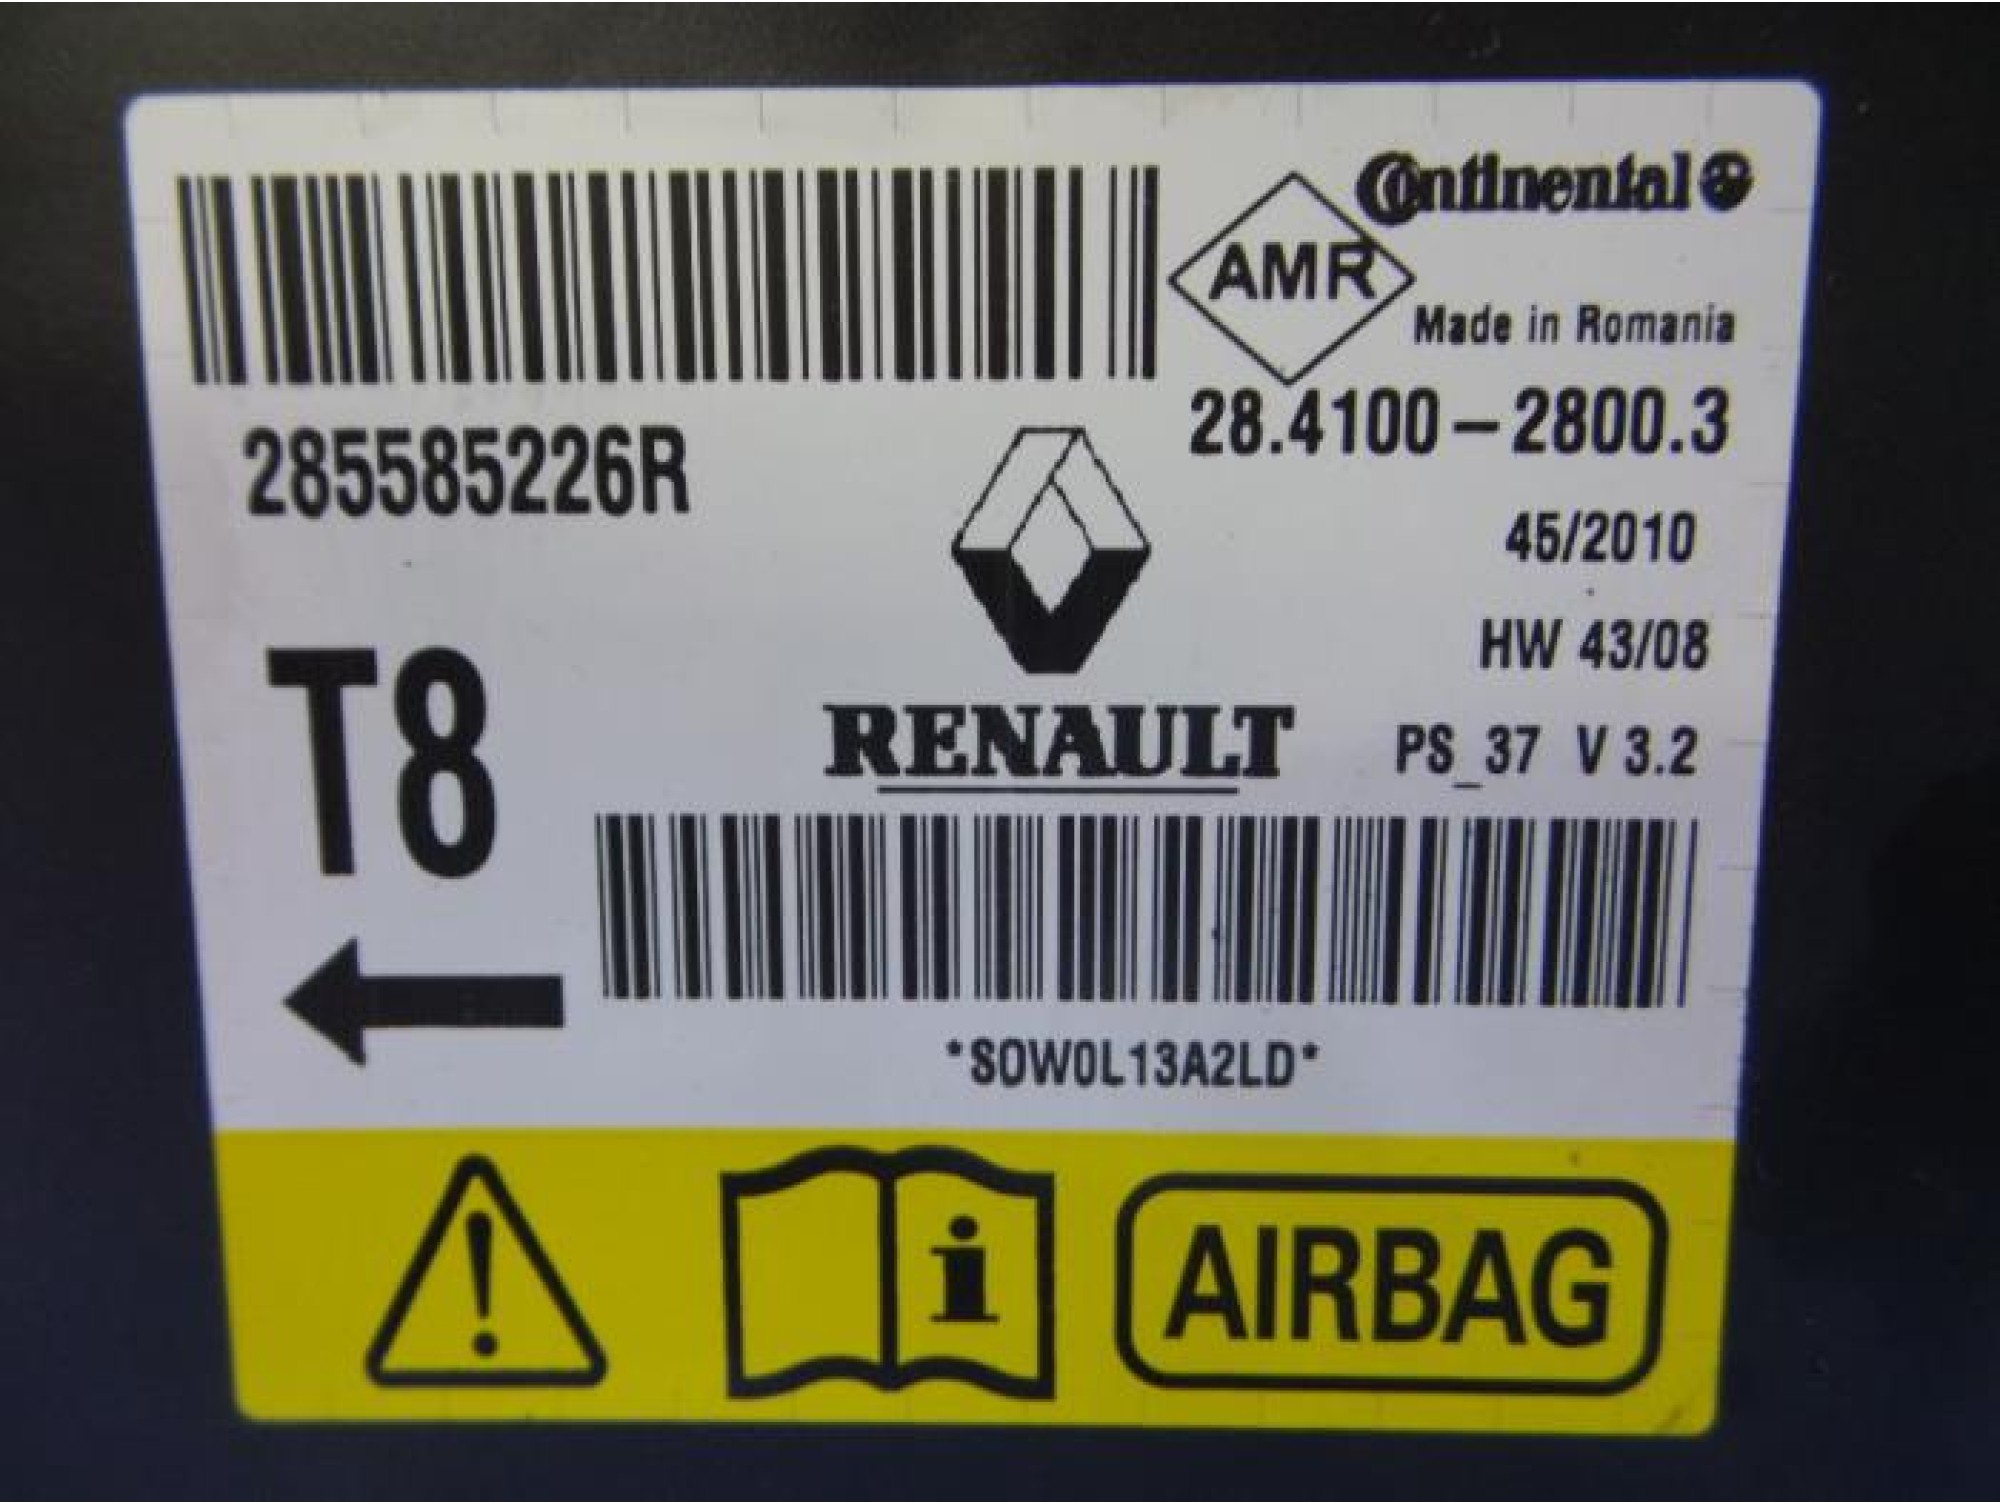 Continental
AMR
Made in Romania
28.4100-2800.3
285585226R
45/2010
HW 43/08
T8
RENAULT
PS_37 V 3.2
*S0W0L13A2LD*
i
AIRBAG